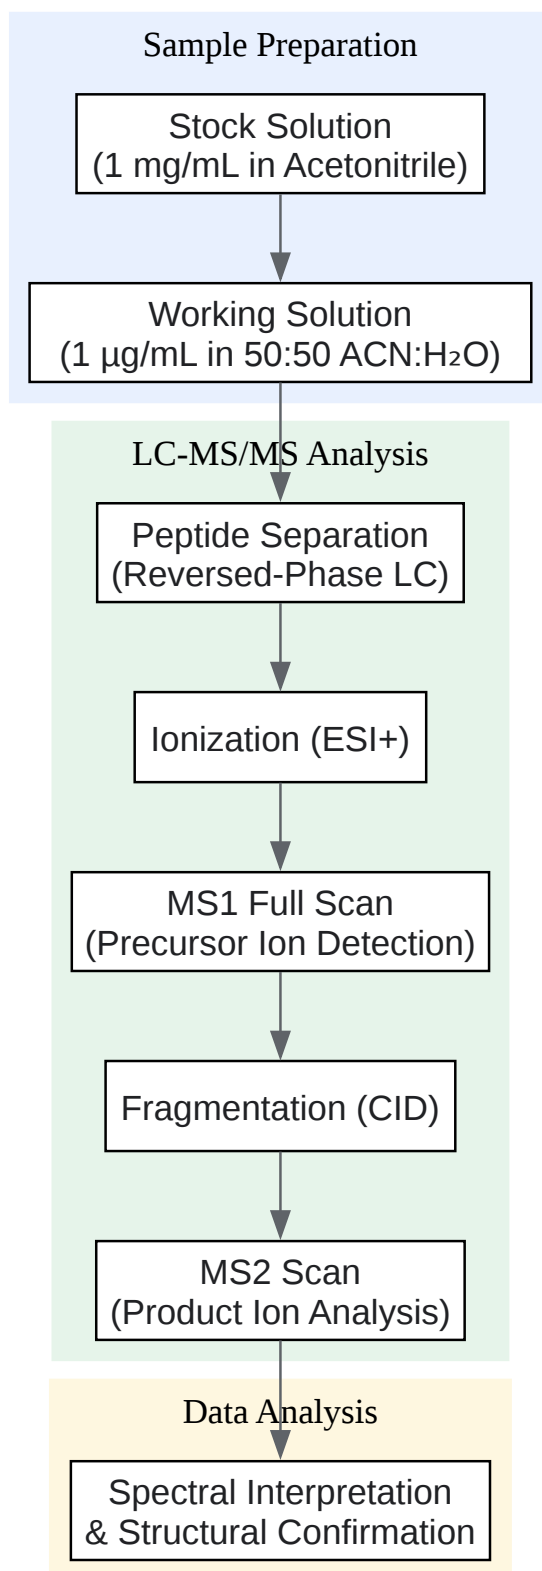 Sample Preparation
Stock Solution
(1 mg/mL in Acetonitrile)
Working Solution
(1 µg/mL in 50:50 ACN:H₂O)
LC-MS/MS Analysis
Peptide Separation
(Reversed-Phase LC)
Ionization (ESI+)
MS1 Full Scan
(Precursor Ion Detection)
Fragmentation (CID)
MS2 Scan
(Product Ion Analysis)
Data Analysis
Spectral Interpretation
& Structural Confirmation